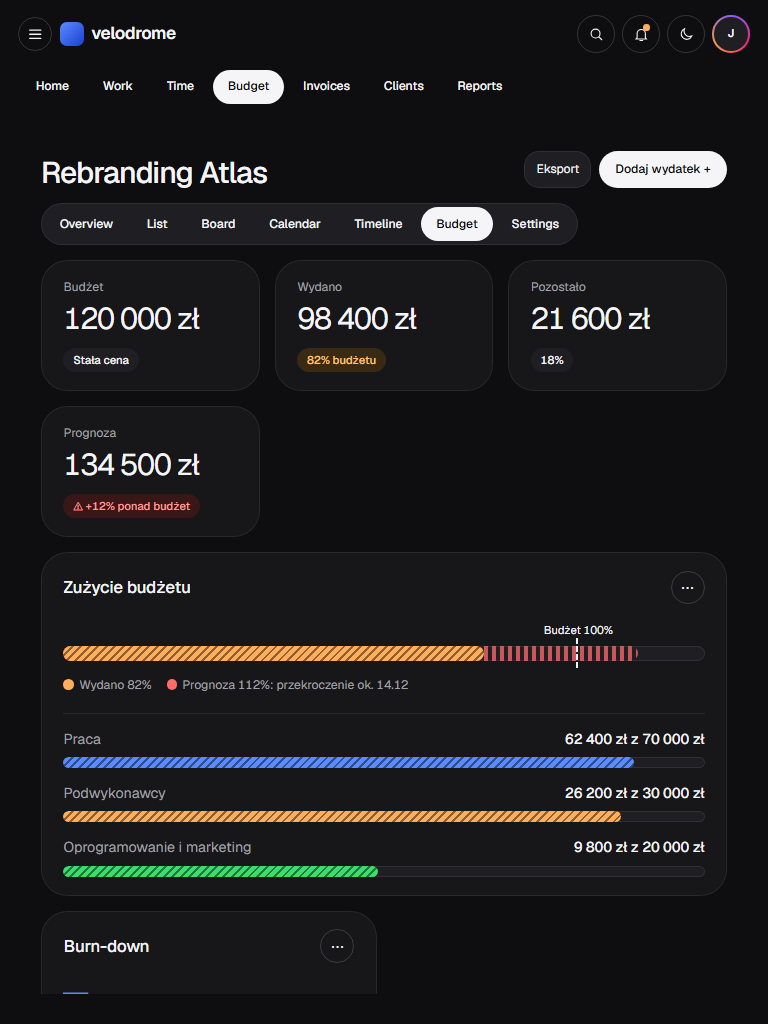 velodrome
J
Home Work Time Budget Invoices Clients Reports
Rebranding Atlas
Eksport
Dodaj wydatek +
Overview List Board Calendar Timeline Budget Settings
Budżet
120 000 zł
Stała cena
Wydano
98 400 zł
82% budżetu
Pozostało
21 600 zł
18%
Prognoza
134 500 zł
+12% ponad budżet
Zużycie budżetu
Budżet 100%
Wydano 82% Prognoza 112%: przekroczenie ok. 14.12
Praca 62 400 zł z 70 000 zł
Podwykonawcy 26 200 zł z 30 000 zł
Oprogramowanie i marketing 9 800 zł z 20 000 zł
Burn-down